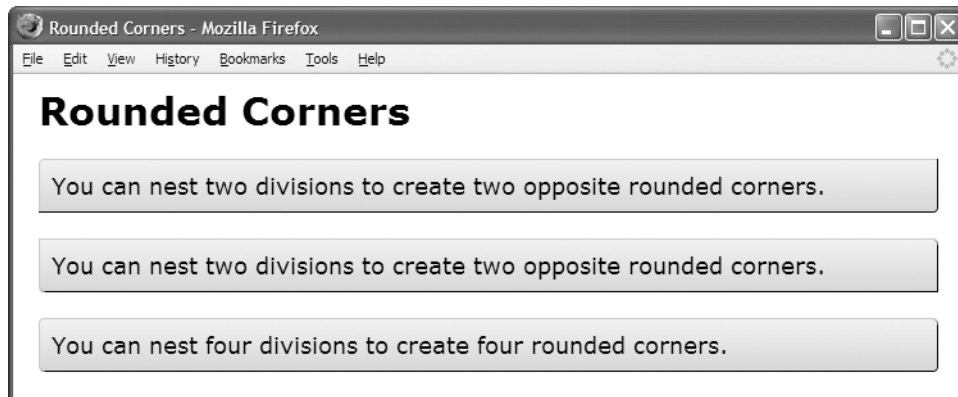 Rounded Corners - Mozilla Firefox
File Edit View History Bookmarks Tools Help
Rounded Corners
You can nest two divisions to create two opposite rounded corners.
You can nest two divisions to create two opposite rounded corners.
You can nest four divisions to create four rounded corners.